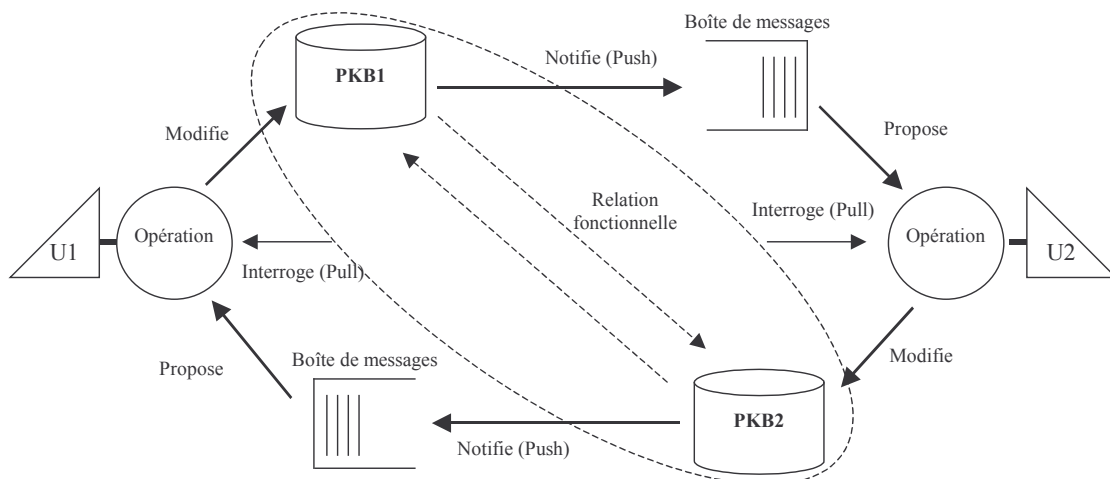 Boîte de messages
PKB1
Notifie (Push)
Modifie
Propose
Relation
fonctionnelle
U1
Opération
Interroge (Pull)
Interroge (Pull)
Opération
U2
Propose
Boîte de messages
Modifie
PKB2
Notifie (Push)